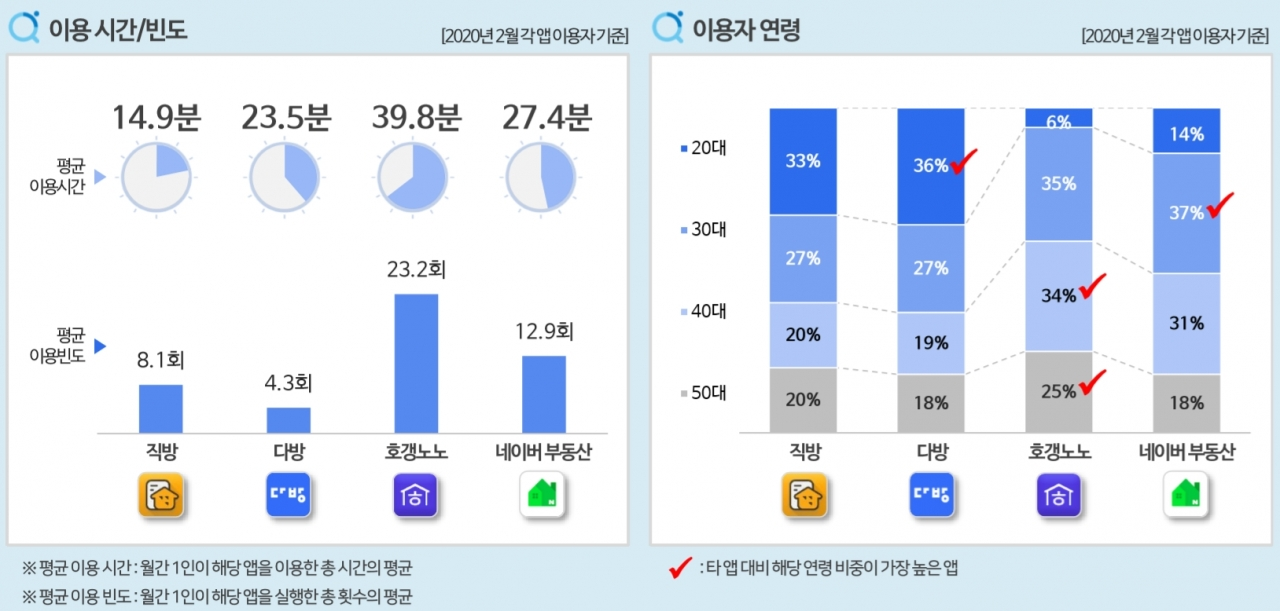 이용 시간/빈도
[2020년 2월 각 앱 이용자 기준]
14.9분 23.5분 39.8분 27.4분
평균
이용시간
23.2회
12.9회
8.1회
4.3회
평균
이용빈도
직방 다방 호갱노노 네이버 부동산
다방
호
N
※ 평균 이용 시간 : 월간 1인이 해당 앱을 이용한 총 시간의 평균
※ 평균 이용 빈도 : 월간 1인이 해당 앱을 실행한 총 횟수의 평균
이용자 연령
[2020년 2월 각 앱 이용자 기준]
20대 33% 36% 6% 14%
30대 27% 27% 35% 37%
40대 20% 19% 34% 31%
50대 20% 18% 25% 18%
직방 다방 호갱노노 네이버 부동산
다방
호
N
: 타 앱 대비 해당 연령 비중이 가장 높은 앱